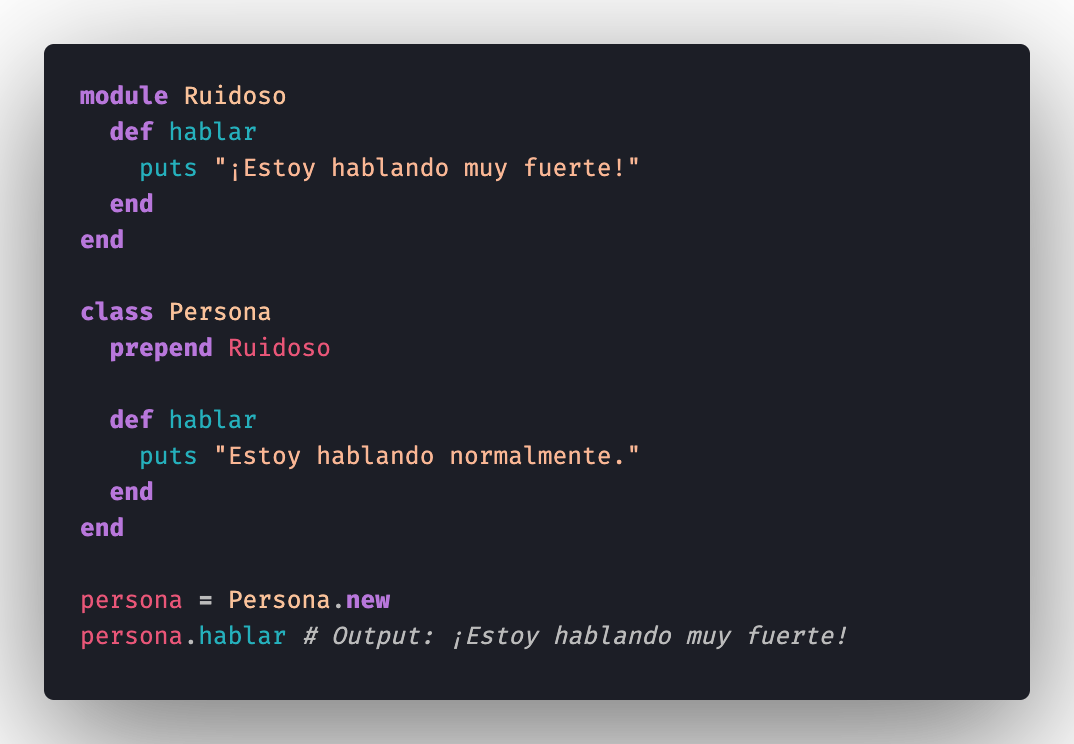 module Ruidoso
  def hablar
    puts "¡Estoy hablando muy fuerte!"
  end
end

class Persona
  prepend Ruidoso

  def hablar
    puts "Estoy hablando normalmente."
  end
end

persona = Persona.new
persona.hablar # Output: ¡Estoy hablando muy fuerte!